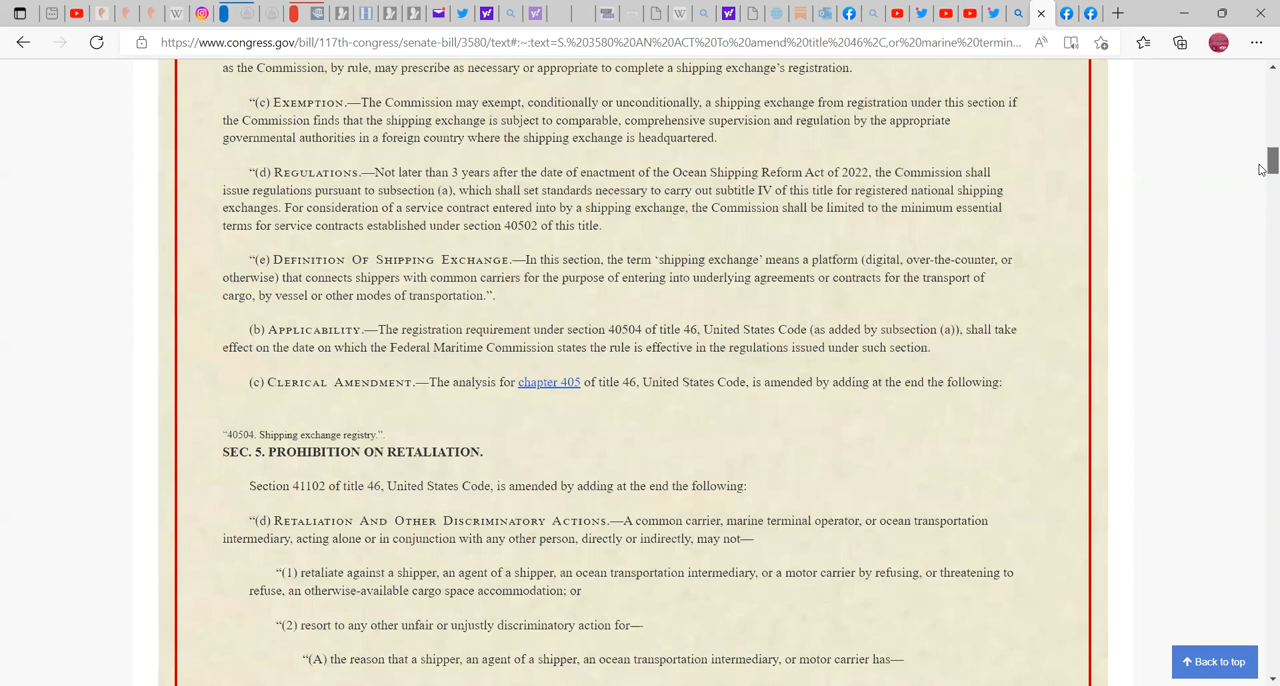 https://www.congress.gov/bill/117th-congress/senate-bill/3580/text#:~:text=S.%203580%20AN%20ACT%20To%20amend%20title%2046%2C,or%20marine%20termin...
as the Commission, by rule, may prescribe as necessary or appropriate to complete a shipping exchange’s registration.
“(c) EXEMPTION.—The Commission may exempt, conditionally or unconditionally, a shipping exchange from registration under this section if
the Commission finds that the shipping exchange is subject to comparable, comprehensive supervision and regulation by the appropriate
governmental authorities in a foreign country where the shipping exchange is headquartered.
“(d) REGULATIONS.—Not later than 3 years after the date of enactment of the Ocean Shipping Reform Act of 2022, the Commission shall
issue regulations pursuant to subsection (a), which shall set standards necessary to carry out subtitle IV of this title for registered national shipping
exchanges. For consideration of a service contract entered into by a shipping exchange, the Commission shall be limited to the minimum essential
terms for service contracts established under section 40502 of this title.
“(e) DEFINITION OF SHIPPING EXCHANGE.—In this section, the term ‘shipping exchange’ means a platform (digital, over-the-counter, or
otherwise) that connects shippers with common carriers for the purpose of entering into underlying agreements or contracts for the transport of
cargo, by vessel or other modes of transportation.”.
(b) APPLICABILITY.—The registration requirement under section 40504 of title 46, United States Code (as added by subsection (a)), shall take
effect on the date on which the Federal Maritime Commission states the rule is effective in the regulations issued under such section.
(c) CLERICAL AMENDMENT.—The analysis for chapter 405 of title 46, United States Code, is amended by adding at the end the following:
“40504. Shipping exchange registry.”.
SEC. 5. PROHIBITION ON RETALIATION.
Section 41102 of title 46, United States Code, is amended by adding at the end the following:
“(d) RETALIATION AND OTHER DISCRIMINATORY ACTIONS.—A common carrier, marine terminal operator, or ocean transportation
intermediary, acting alone or in conjunction with any other person, directly or indirectly, may not—
“(1) retaliate against a shipper, an agent of a shipper, an ocean transportation intermediary, or a motor carrier by refusing, or threatening to
refuse, an otherwise-available cargo space accommodation; or
“(2) resort to any other unfair or unjustly discriminatory action for—
“(A) the reason that a shipper, an agent of a shipper, an ocean transportation intermediary, or motor carrier has—
Back to top